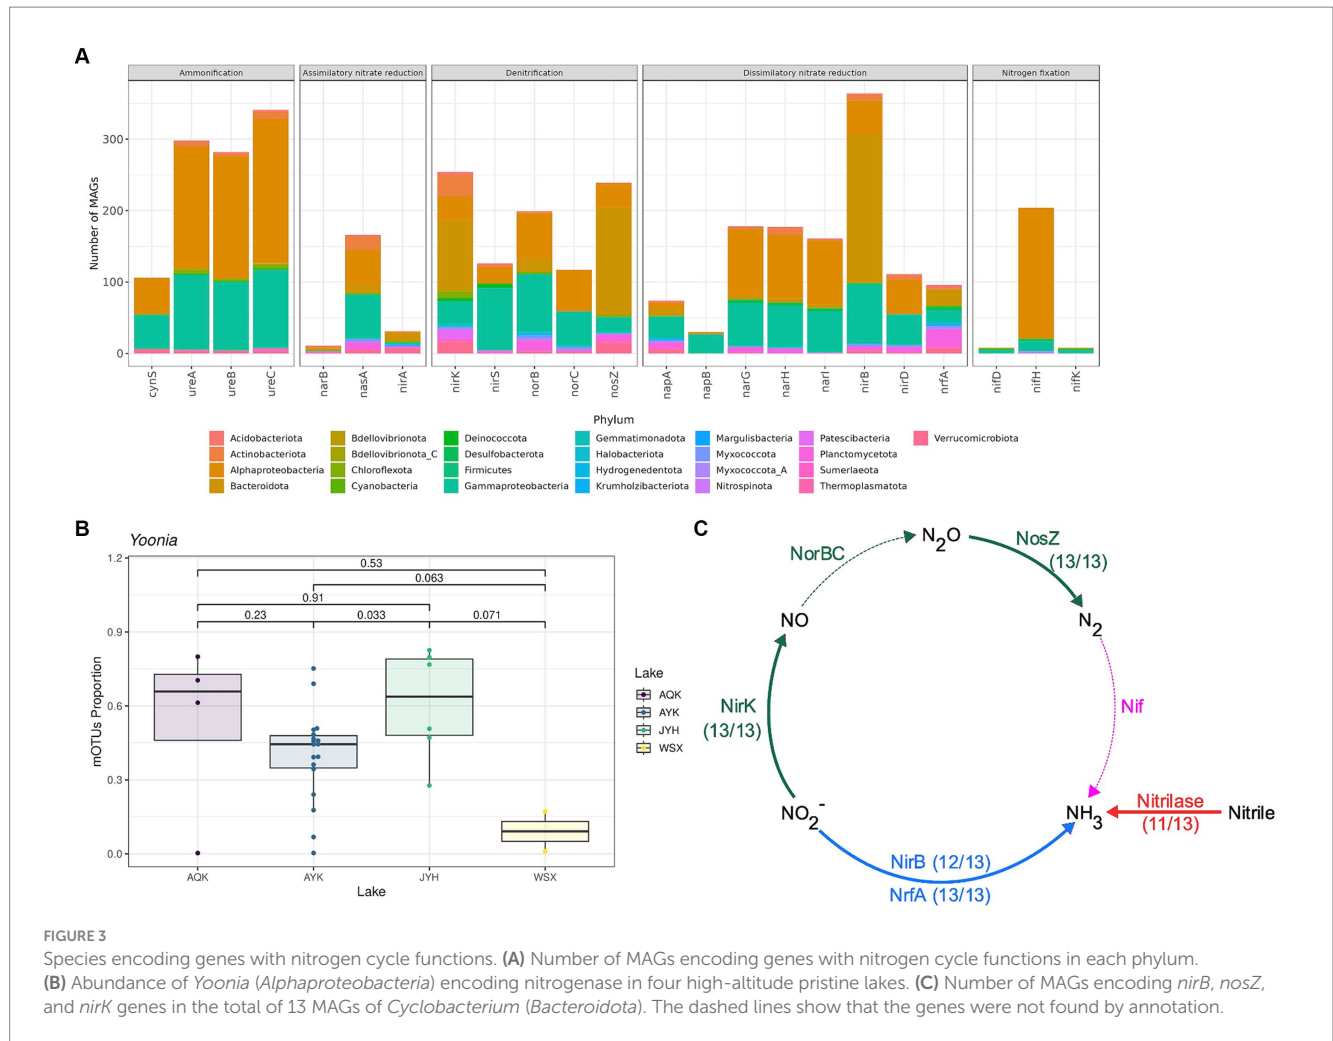 A
Ammonification
Assimilatory nitrate reduction
Denitrification
Dissimilatory nitrate reduction
Nitrogen fixation
Number of MAGs
300
200
100
0
cynS
ureA
ureB
ureC
narB
nasA
nirA
nirK
nirS
norB
norC
nosZ
napA
napB
narG
narH
narI
nirB
nirD
nrfA
nifD
nifH
nifK
Phylum
Acidobacteriota
Actinobacteriota
Alphaproteobacteria
Bacteroidota
Bdellovibrionota
Bdellovibrionota_C
Chloroflexota
Cyanobacteria
Deinococcota
Desulfobacterota
Firmicutes
Gammaproteobacteria
Gemmatimonadota
Halobacteriota
Hydrogenedentota
Krumholzibacteriota
Margulisbacteria
Myxococcota
Myxococcota_A
Nitrospinota
Patescibacteria
Planctomycetota
Sumerlaeota
Thermoplasmatota
Verrucomicrobiota
B
Yoonia
mOTUs Proportion
1.2
0.9
0.6
0.3
0.0
0.53
0.063
0.91
0.23
0.033
0.071
AQK
AYK
JYH
WSX
Lake
Lake
AQK
AYK
JYH
WSX
C
N2O
NosZ
(13/13)
NorBC
NO
N2
NirK
(13/13)
Nif
NO2-
NH3
Nitrilase
(11/13)
Nitrile
NirB (12/13)
NrfA (13/13)
FIGURE 3
Species encoding genes with nitrogen cycle functions. (A) Number of MAGs encoding genes with nitrogen cycle functions in each phylum.
(B) Abundance of Yoonia (Alphaproteobacteria) encoding nitrogenase in four high-altitude pristine lakes. (C) Number of MAGs encoding nirB, nosZ,
and nirK genes in the total of 13 MAGs of Cyclobacterium (Bacteroidota). The dashed lines show that the genes were not found by annotation.